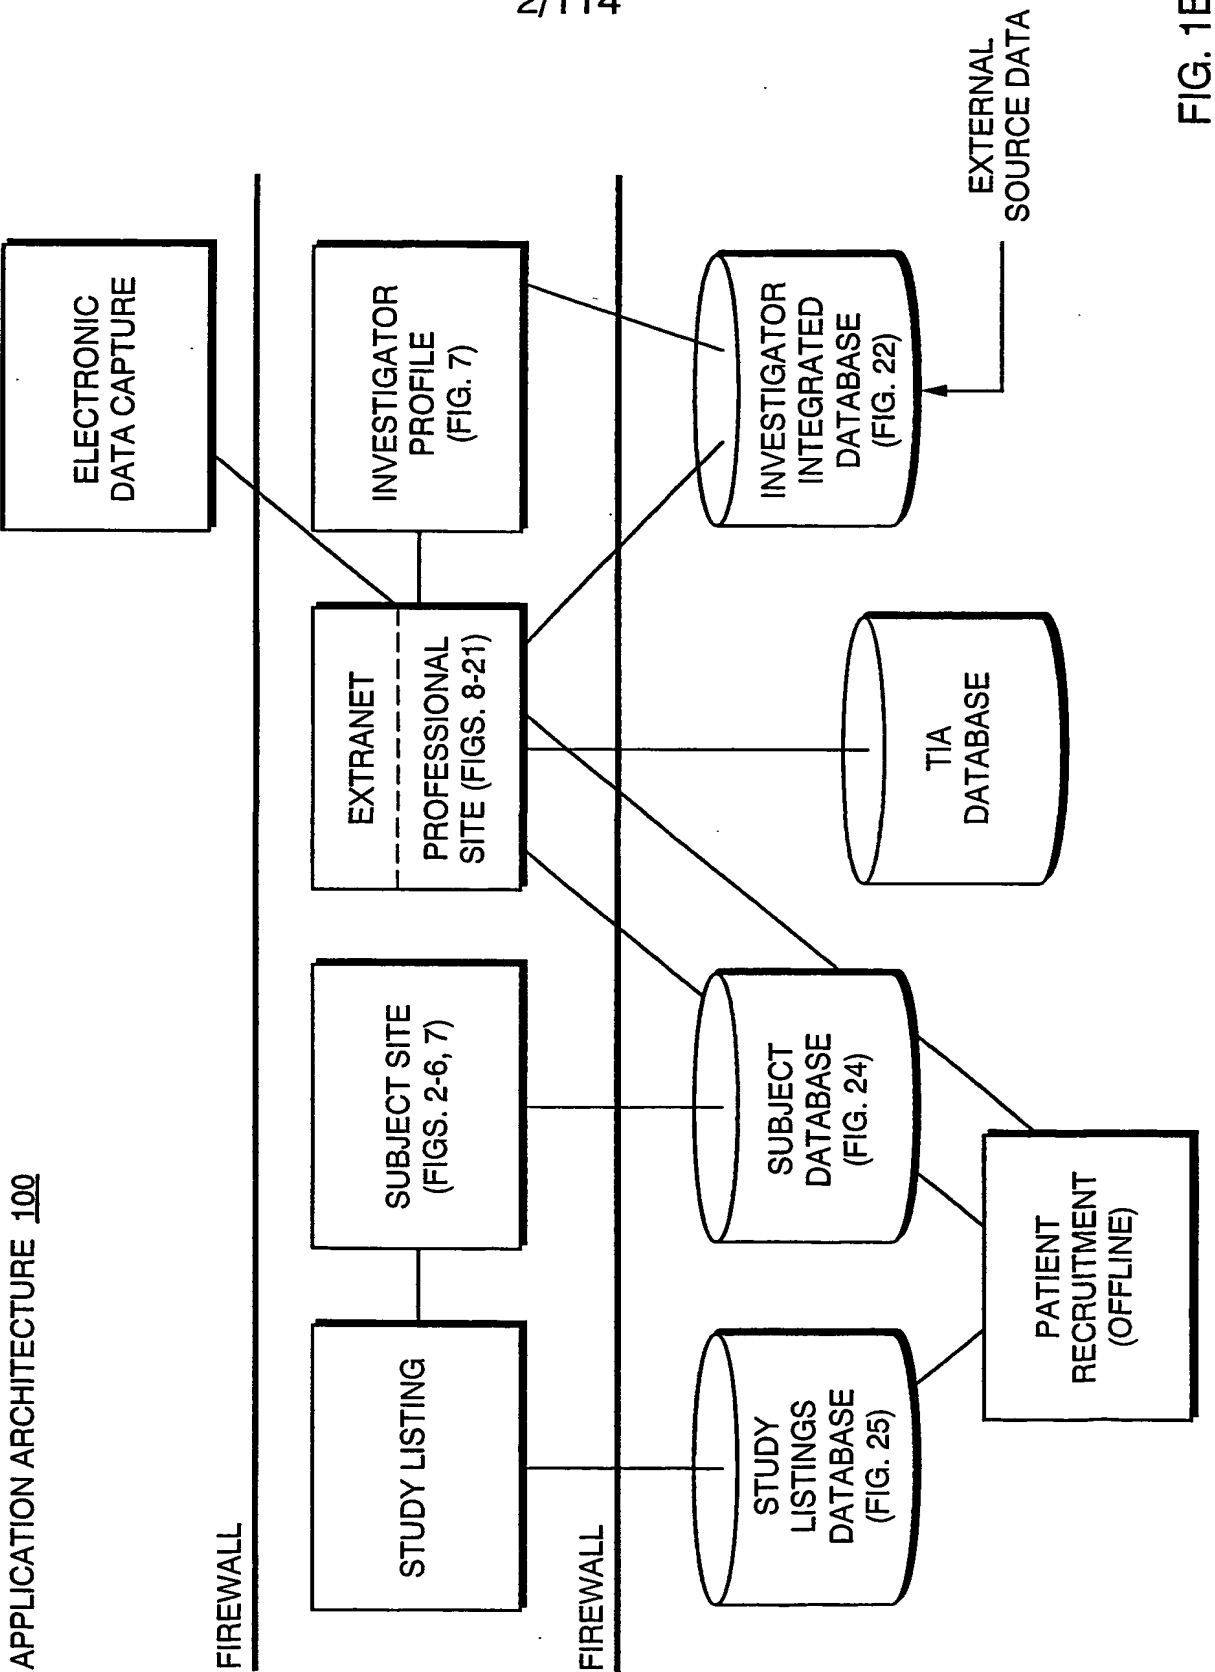 2/114
APPLICATION ARCHITECTURE 100
ELECTRONIC
DATA CAPTURE
FIREWALL
STUDY LISTING
SUBJECT SITE
(FIGS. 2-6, 7)
EXTRANET
PROFESSIONAL
SITE (FIGS. 8-21)
INVESTIGATOR
PROFILE
(FIG. 7)
FIREWALL
STUDY
LISTINGS
DATABASE
(FIG. 25)
SUBJECT
DATABASE
(FIG. 24)
TIA
DATABASE
INVESTIGATOR
INTEGRATED
DATABASE
(FIG. 22)
EXTERNAL
SOURCE DATA
PATIENT
RECRUITMENT
(OFFLINE)
FIG. 1B